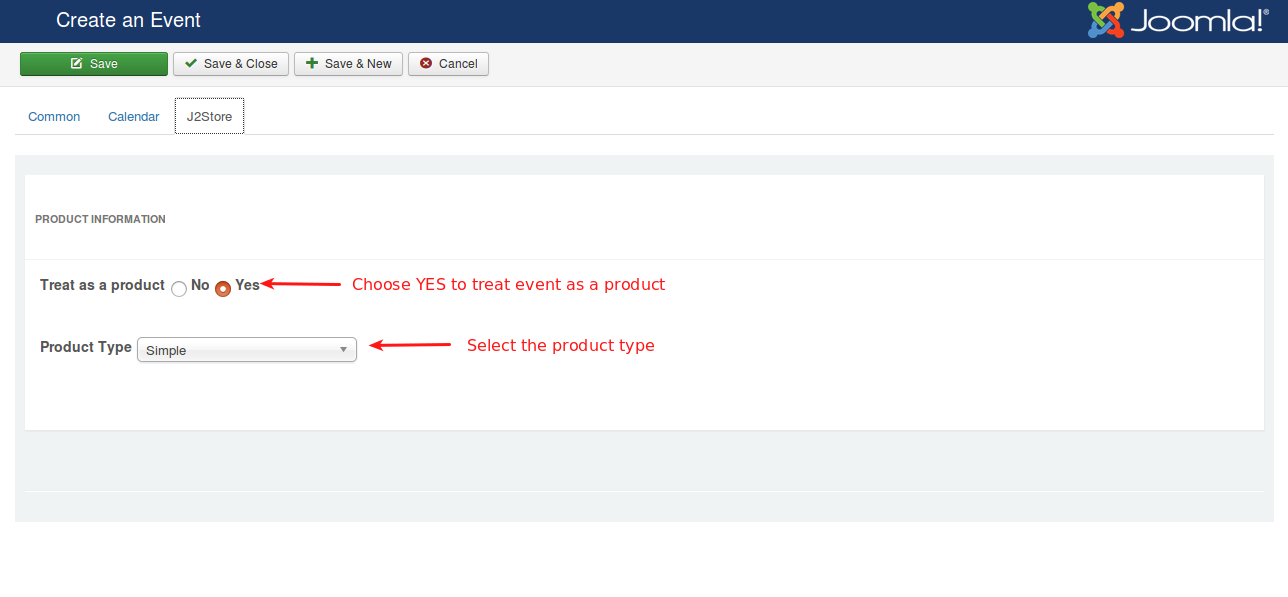 Create an Event
Joomla!®
Save
Save & Close
Save & New
Cancel
Common
Calendar
J2Store
PRODUCT INFORMATION
Treat as a product No Yes Choose YES to treat event as a product
Product Type Simple Select the product type